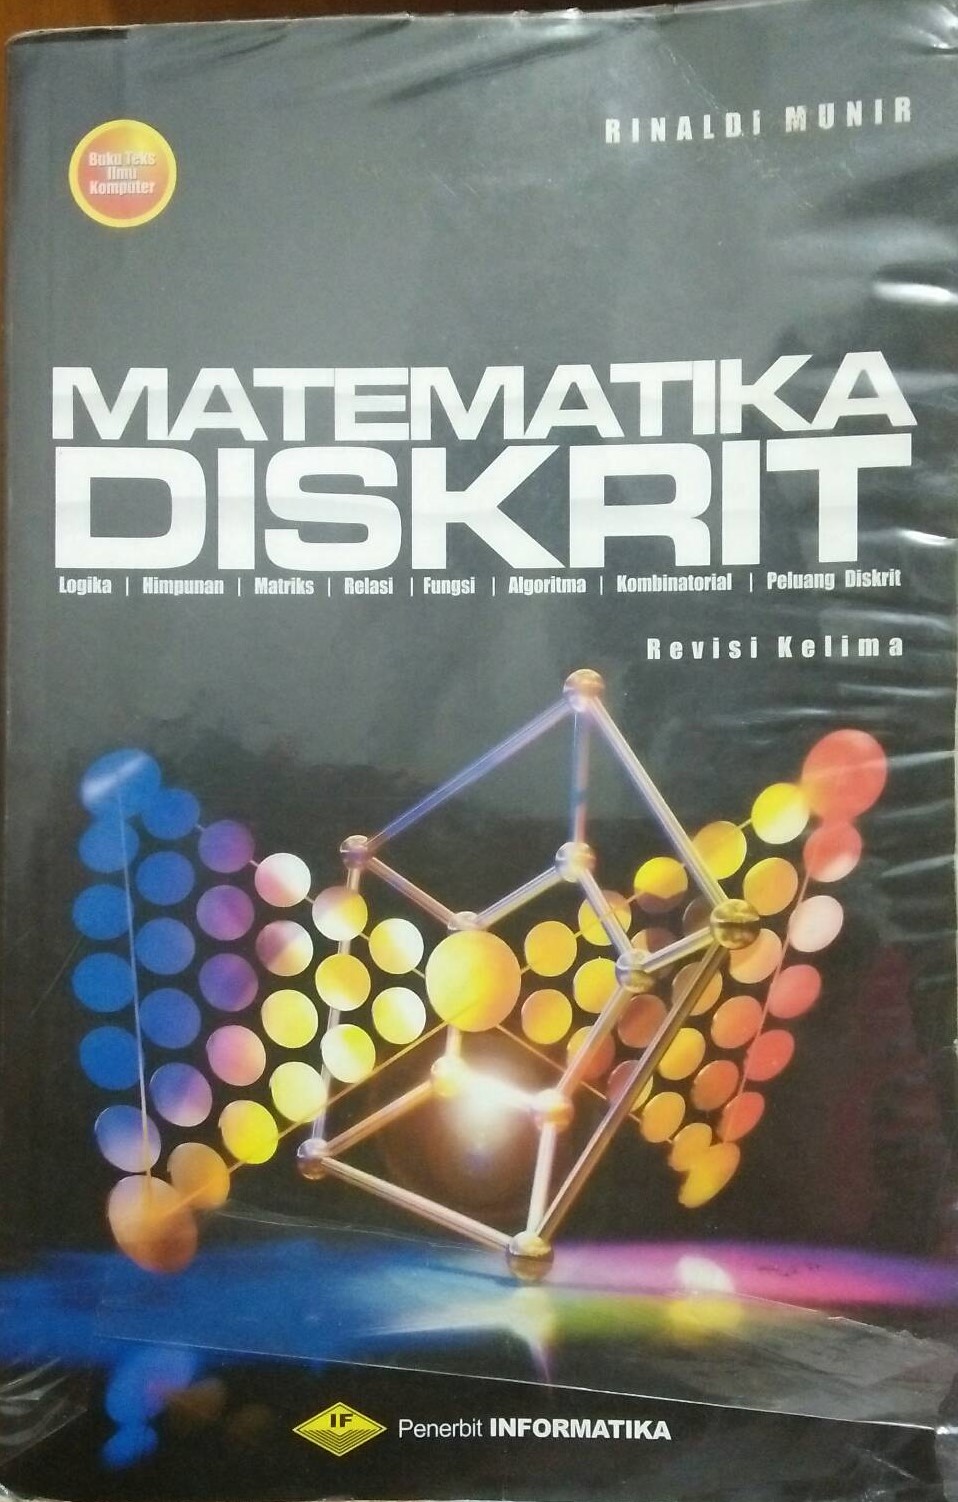 RINALDI MUNIR
Buku Teks
Ilmu
Komputer
MATEMATIKA
DISKRIT
Logika | Himpunan | Matriks | Relasi | Fungsi | Algoritma | Kombinatorial | Peluang Diskrit
Revisi Kelima
IF Penerbit INFORMATIKA